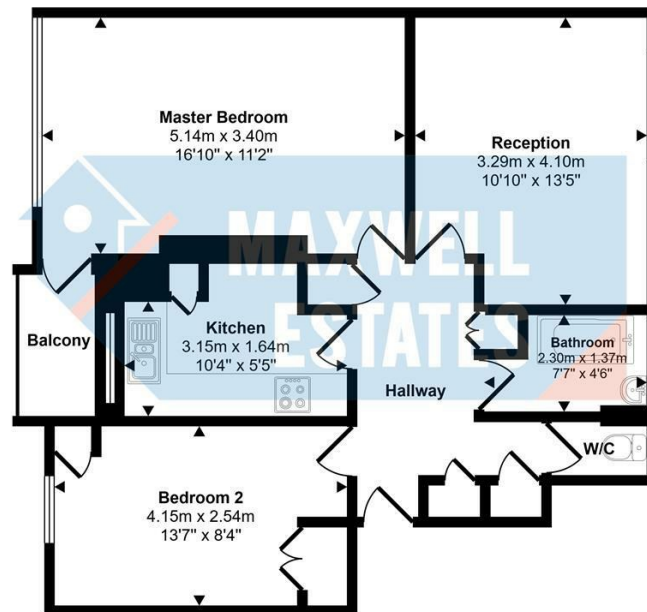 Master Bedroom
5.14m x 3.40m
16'10" x 11'2"
Reception
3.29m x 4.10m
10'10" x 13'5"
MAXWELL
ESTATES
Balcony
Kitchen
3.15m x 1.64m
10'4" x 5'5"
Hallway
Bathroom
2.30m x 1.37m
7'7" x 4'6"
W/C
Bedroom 2
4.15m x 2.54m
13'7" x 8'4"